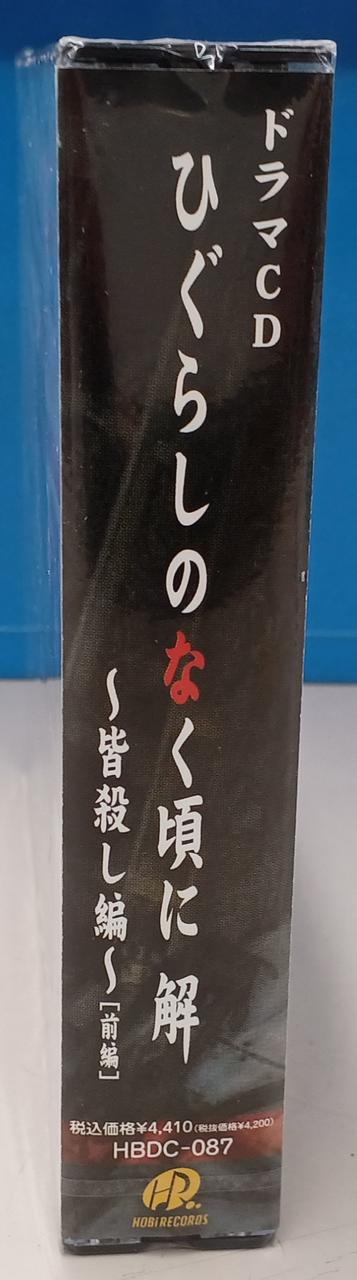 ドラマCD
ひぐらしのなく頃に 解
～皆殺し編～[前編]
税込価格¥4,410(税抜価格¥4,200)
HBDC-087
HR..
HOBiRECORDS